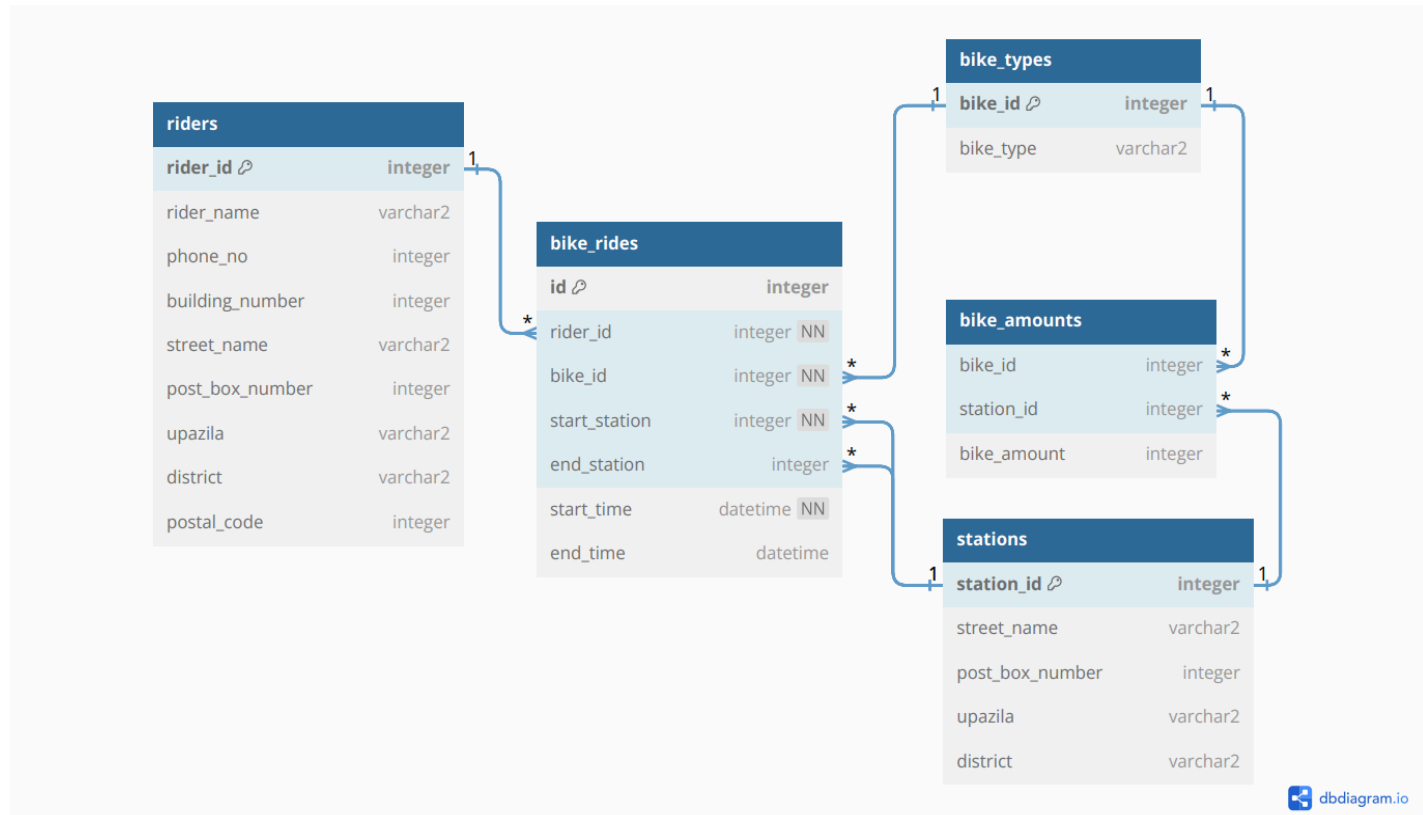 riders
rider_id integer
rider_name varchar2
phone_no integer
building_number integer
street_name varchar2
post_box_number integer
upazila varchar2
district varchar2
postal_code integer
1
*
bike_rides
id integer
rider_id integer NN
bike_id integer NN
start_station integer NN
end_station integer
start_time datetime NN
end_time datetime
*
*
*
1
1
bike_types
bike_id integer
bike_type varchar2
1
bike_amounts
bike_id integer
station_id integer
bike_amount integer
*
*
stations
station_id integer
street_name varchar2
post_box_number integer
upazila varchar2
district varchar2
1
dbdiagram.io